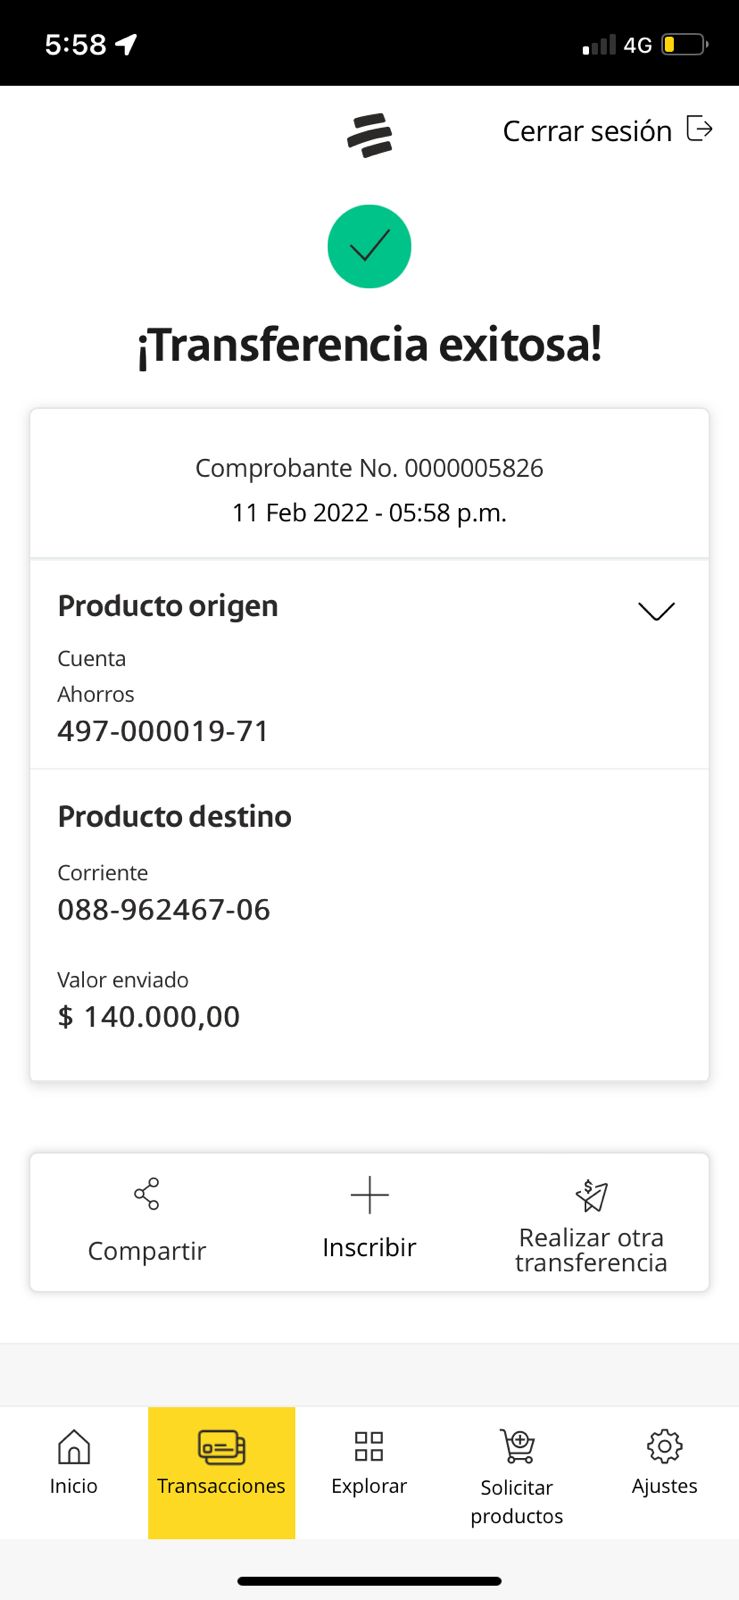 5:58
4G
Cerrar sesión
¡Transferencia exitosa!
Comprobante No. 0000005826
11 Feb 2022 - 05:58 p.m.
Producto origen
Cuenta
Ahorros
497-000019-71
Producto destino
Corriente
088-962467-06
Valor enviado
$ 140.000,00
Compartir
Inscribir
Realizar otra
transferencia
Inicio
Transacciones
Explorar
Solicitar
productos
Ajustes